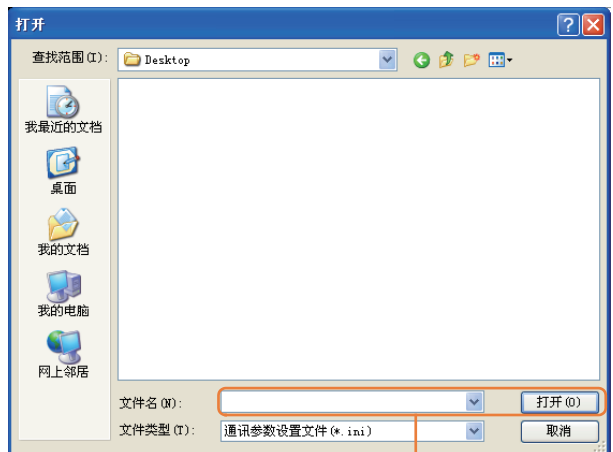 打开
查找范围(I):
Desktop
我最近的文档
桌面
我的文档
我的电脑
网上邻居
文件名(N):
打开(O)
文件类型(T):
通讯参数设置文件(*.ini)
取消